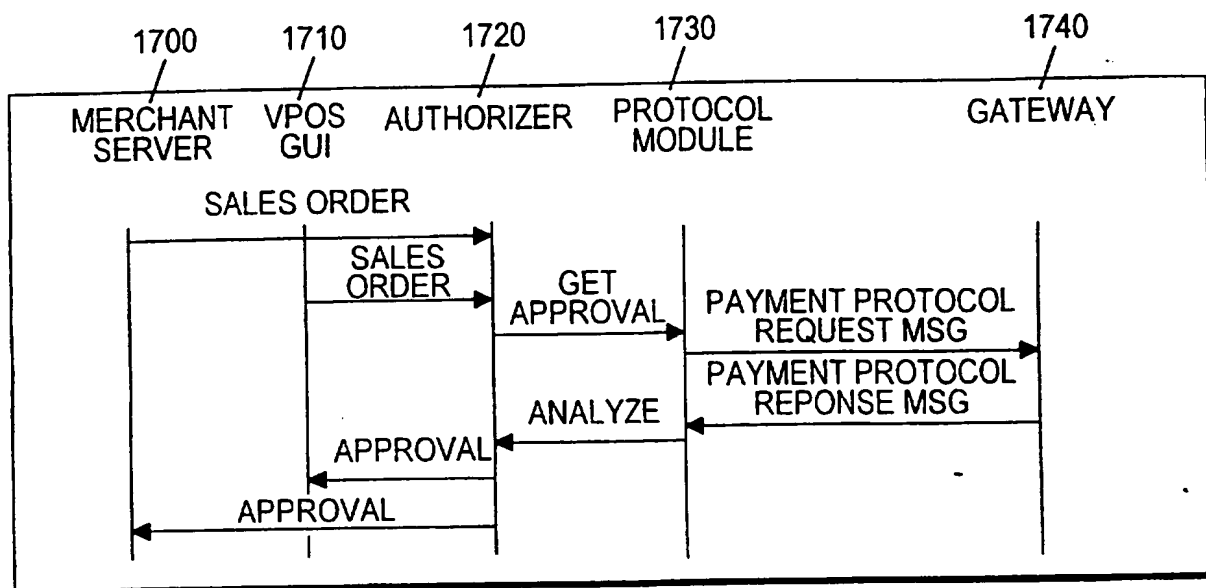 1700 1710 1720 1730 1740
MERCHANT VPOS AUTHORIZER PROTOCOL GATEWAY
SERVER GUI MODULE
SALES ORDER
SALES
ORDER
GET
APPROVAL
PAYMENT PROTOCOL
REQUEST MSG
PAYMENT PROTOCOL
REPONSE MSG
ANALYZE
APPROVAL
APPROVAL